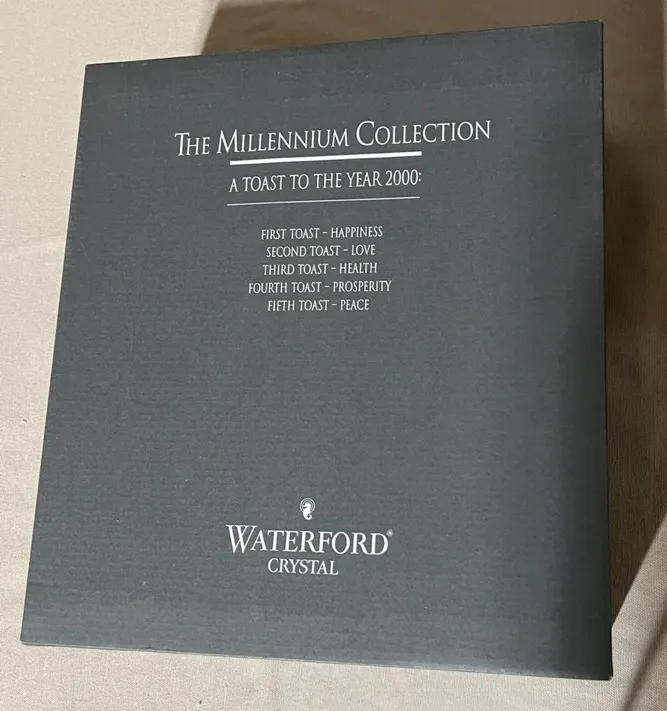 THE MILLENNIUM COLLECTION
A TOAST TO THE YEAR 2000:
FIRST TOAST - HAPPINESS
SECOND TOAST - LOVE
THIRD TOAST - HEALTH
FOURTH TOAST - PROSPERITY
FIFTH TOAST - PEACE
WATERFORD®
CRYSTAL